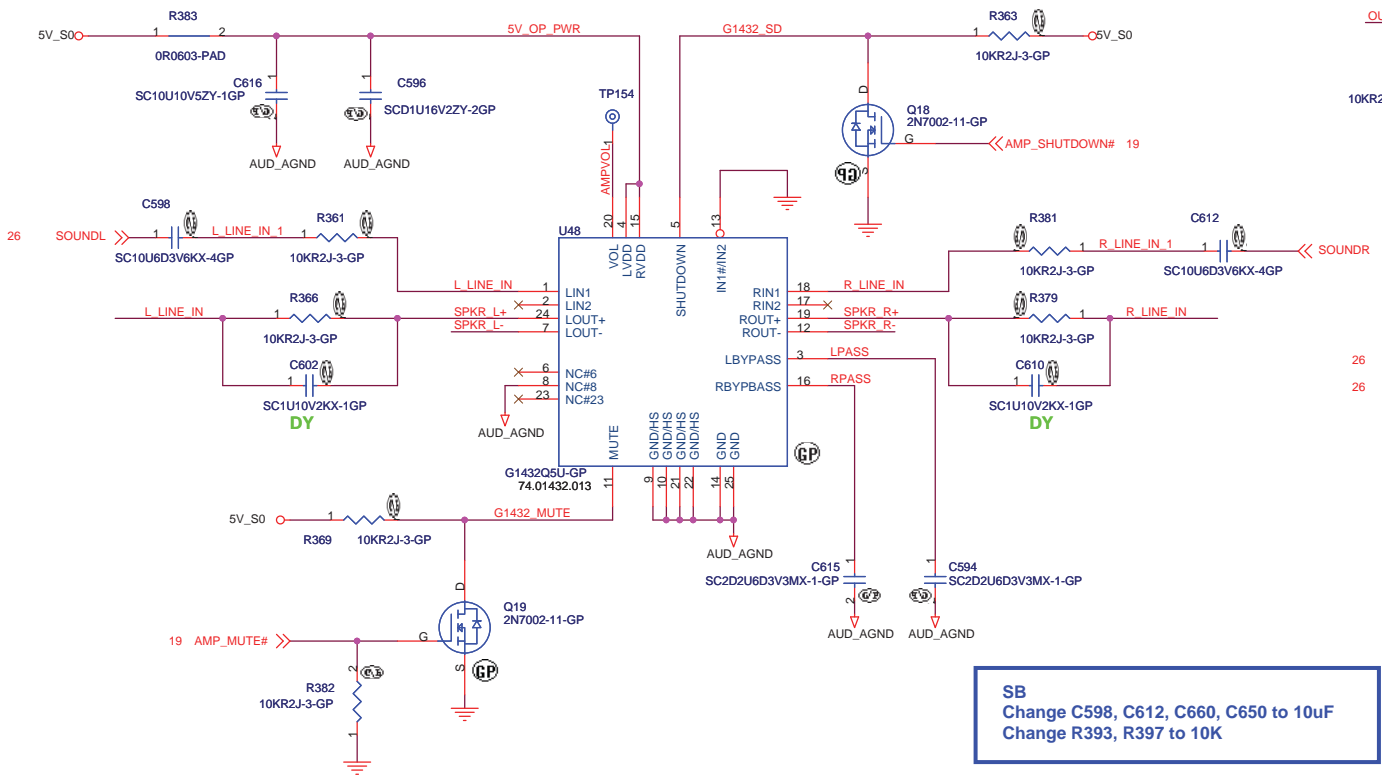 R383
5V_S0 1 2
0R0603-PAD
5V_OP_PWR
G1432_SD
R363
1
10KR2J-3-GP
5V_S0
OU
10KR2
C616
1
SC10U10V5ZY-1GP
AUD_AGND
C596
1
SCD1U16V2ZY-2GP
AUD_AGND
TP154
AMPVOL 1
D
Q18
2N7002-11-GP
G
S
GP
AMP_SHUTDOWN# 19
C598
26 SOUNDL 1
SC10U6D3V6KX-4GP
L_LINE_IN_1
R361
1
10KR2J-3-GP
U48
20 4 15 5 13
VOL
LVDD
RVDD
SHUTDOWN
IN1#/IN2
R381
1
10KR2J-3-GP
R_LINE_IN_1
C612
1
SC10U6D3V6KX-4GP
SOUNDR
L_LINE_IN 1 LIN1
2 LIN2
SPKR_L+ 24 LOUT+
SPKR_L- 7 LOUT-
6 NC#6
8 NC#8
23 NC#23
RIN1 18 R_LINE_IN
RIN2 17
ROUT+ 19 SPKR_R+
ROUT- 12 SPKR_R-
LBYPASS 3 LPASS
RBYPBASS 16 RPASS
L_LINE_IN
R366
1
10KR2J-3-GP
C602
1
SC1U10V2KX-1GP
DY
R379
1
10KR2J-3-GP
R_LINE_IN
C610
1
SC1U10V2KX-1GP
DY
26
26
AUD_AGND
MUTE
GND/HS
GND/HS
GND/HS
GND/HS
GND
GND
GP
G1432Q5U-GP
74.01432.013
11 9 10 21 22 14 25
AUD_AGND
5V_S0 1
R369
10KR2J-3-GP
G1432_MUTE
D
Q19
2N7002-11-GP
G
S
GP
19 AMP_MUTE#
2
R382
10KR2J-3-GP
1
C615
1
SC2D2U6D3V3MX-1-GP
2
AUD_AGND
C594
1
SC2D2U6D3V3MX-1-GP
AUD_AGND
SB
Change C598, C612, C660, C650 to 10uF
Change R393, R397 to 10K